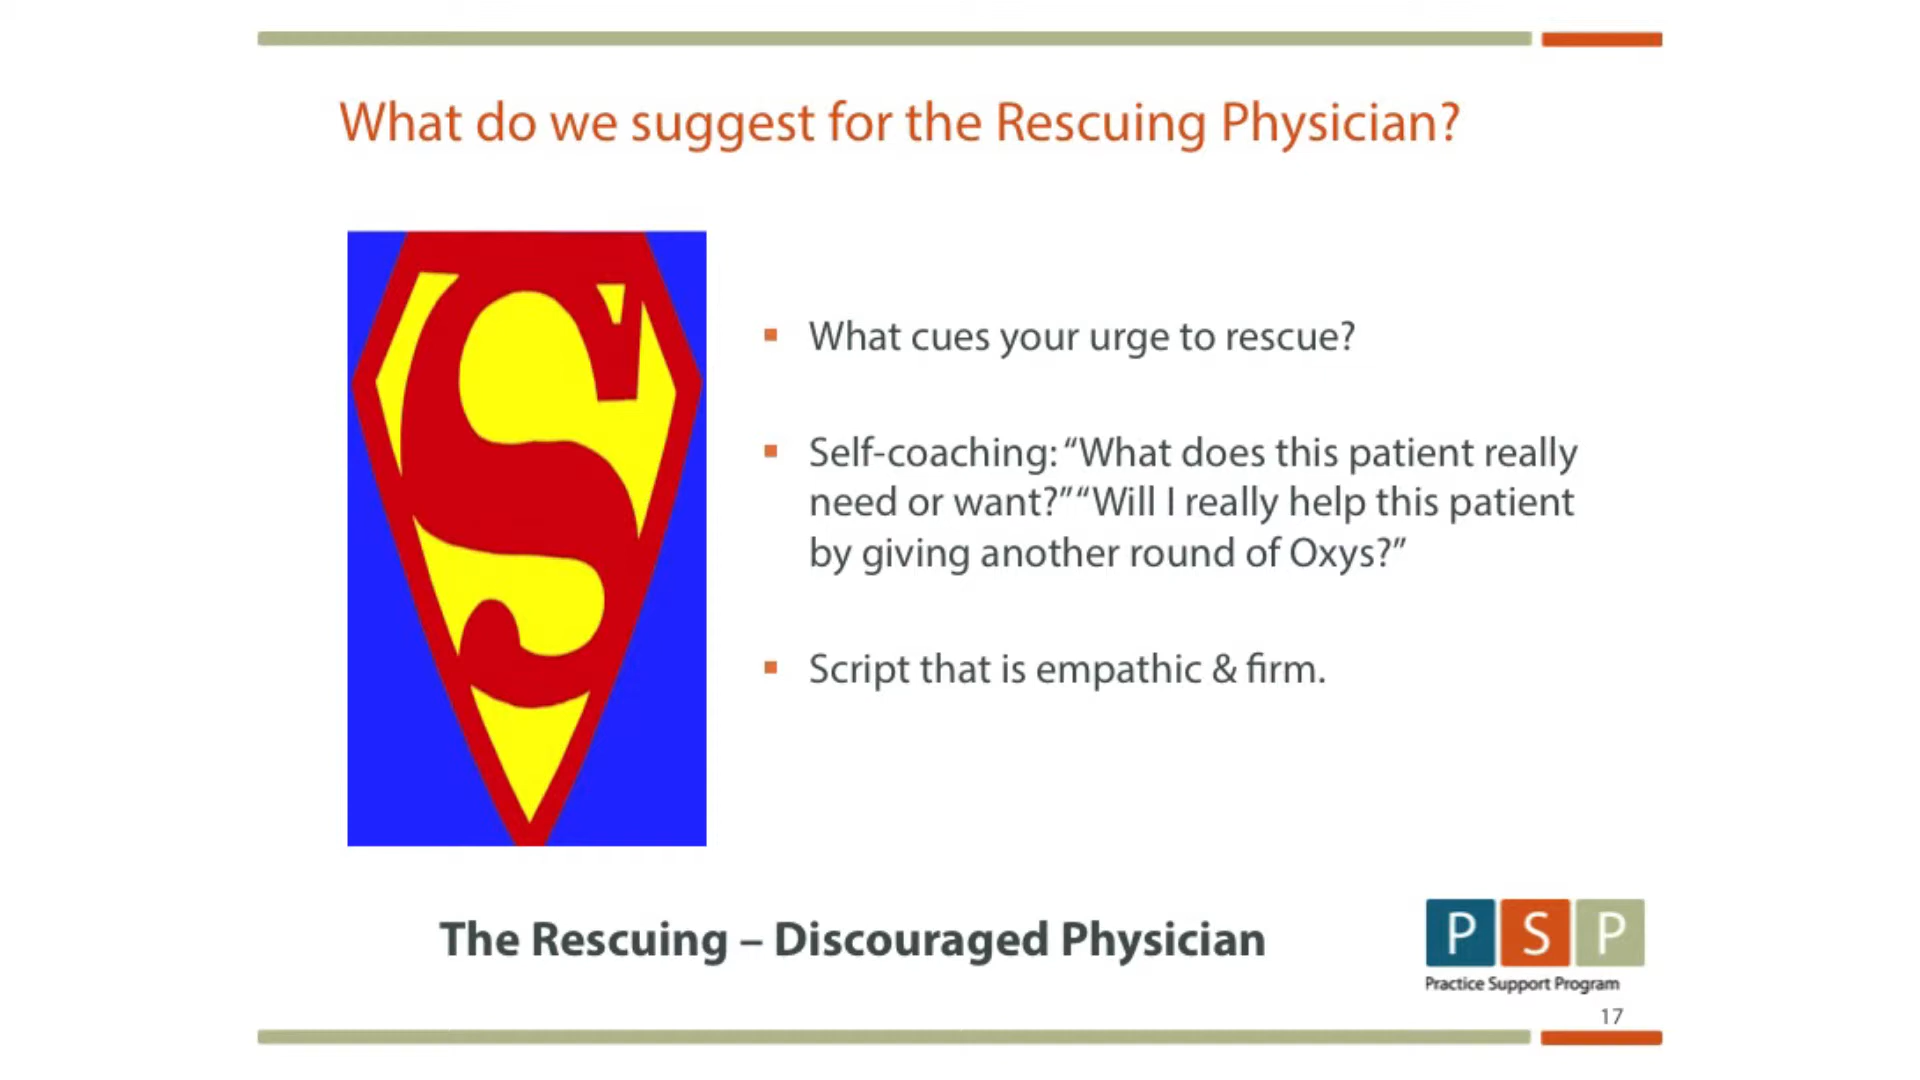 What do we suggest for the Rescuing Physician?
S
▪ What cues your urge to rescue?
▪ Self-coaching: “What does this patient really
need or want?” “Will I really help this patient
by giving another round of Oxys?”
▪ Script that is empathic & firm.
The Rescuing – Discouraged Physician
P S P
Practice Support Program
17